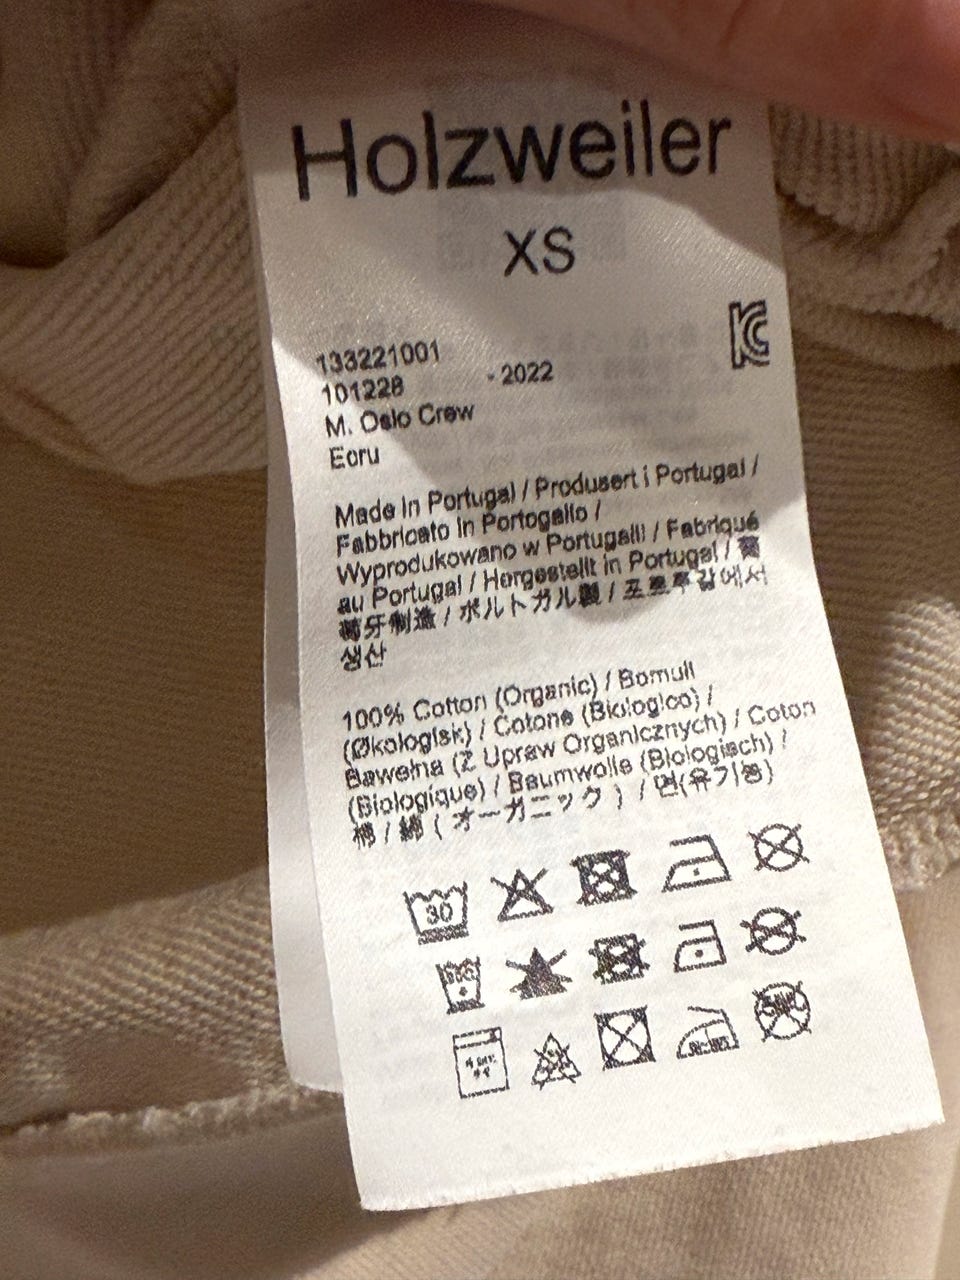 Holzweiler
XS
133221001
101228 - 2022
M. Oslo Crew
Ecru
Made in Portugal / Produsert i Portugal /
Fabbricato in Portogallo /
Wyprodukowano w Portugalii / Fabriqué
au Portugal / Hergestellt in Portugal / 葡
萄牙制造 / ポルトガル製 / 포르투갈에서
생산
100% Cotton (Organic) / Bomull
(Økologisk) / Cotone (Biologico) /
Bawełna (Z Upraw Organicznych) / Coton
(Biologique) / Baumwolle (Biologisch) /
棉 / 綿 ( オーガニック ) / 면(유기농)
30